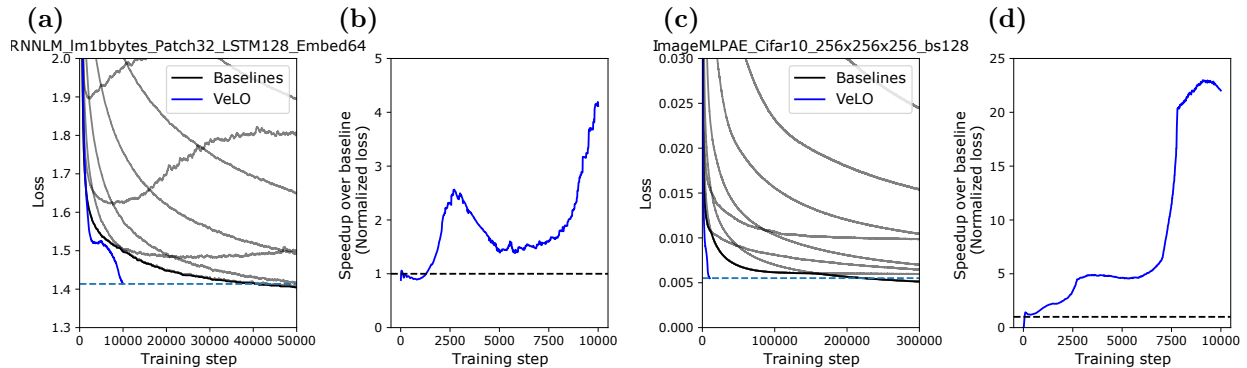 (a)
RNNLM_lm1bbytes_Patch32_LSTM128_Embed64
2.0
1.9
1.8
1.7
1.6
1.5
1.4
1.3
Loss
Baselines
VeLO
0 10000 20000 30000 40000 50000
Training step
(b)
5
4
3
2
1
0
Speedup over baseline
(Normalized loss)
0 2500 5000 7500 10000
Training step
(c)
ImageMLPAE_Cifar10_256x256x256_bs128
0.030
0.025
0.020
0.015
0.010
0.005
0.000
Loss
Baselines
VeLO
0 100000 200000 300000
Training step
(d)
25
20
15
10
5
0
Speedup over baseline
(Normalized loss)
0 2500 5000 7500 10000
Training step